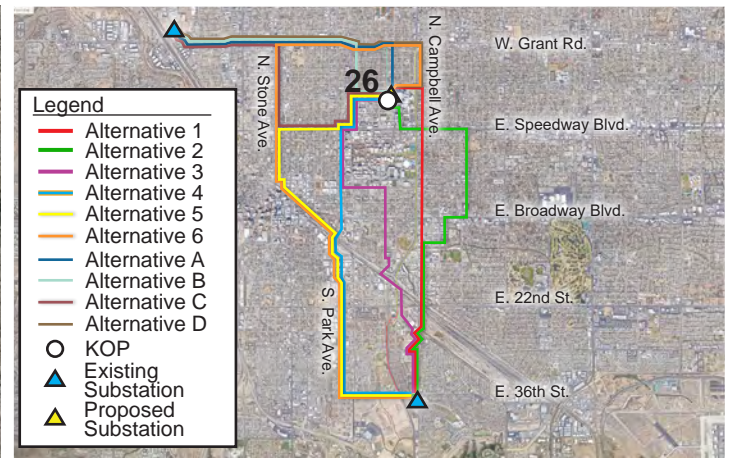 W. Grant Rd.
N. Campbell Ave.
N. Stone Ave.
26
E. Speedway Blvd.
E. Broadway Blvd.
E. 22nd St.
S. Park Ave.
E. 36th St.
Legend
Alternative 1
Alternative 2
Alternative 3
Alternative 4
Alternative 5
Alternative 6
Alternative A
Alternative B
Alternative C
Alternative D
KOP
Existing
Substation
Proposed
Substation